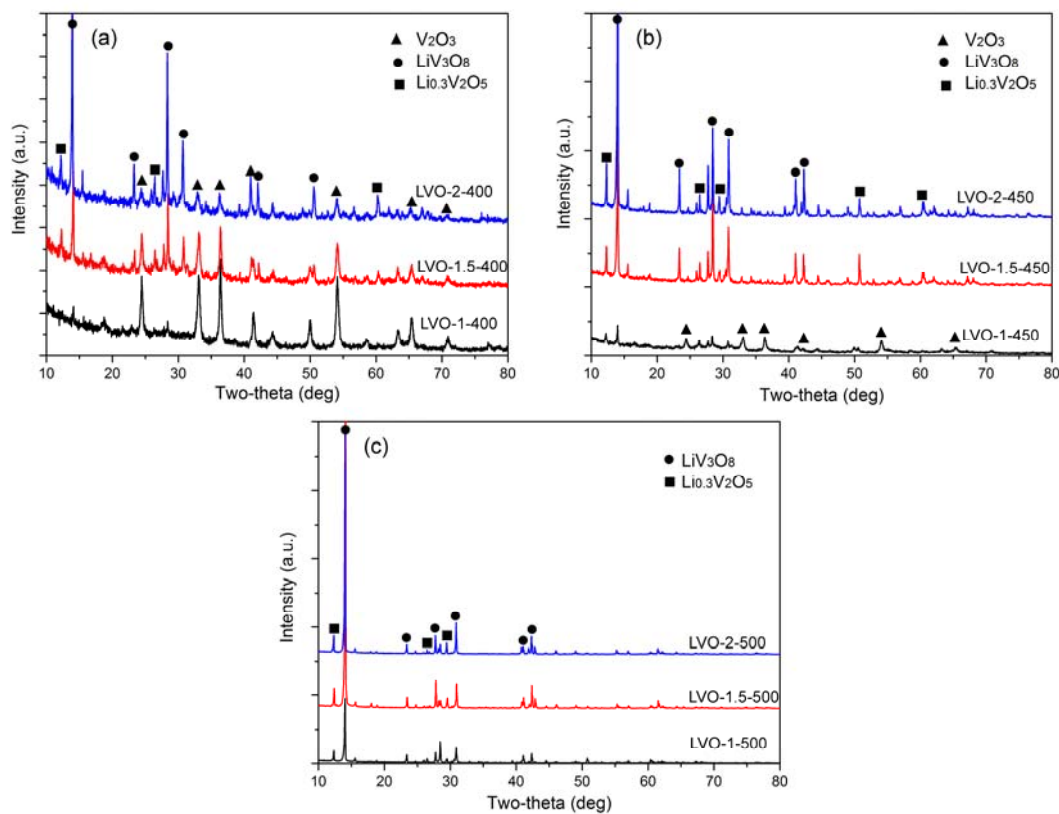 (a)
▲ V2O3
● LiV3O8
■ Li0.3V2O5
Intensity (a.u.)
LVO-2-400
LVO-1.5-400
LVO-1-400
10 20 30 40 50 60 70 80
Two-theta (deg)
(b)
▲ V2O3
● LiV3O8
■ Li0.3V2O5
Intensity (a.u.)
LVO-2-450
LVO-1.5-450
LVO-1-450
10 20 30 40 50 60 70 80
Two-theta (deg)
(c)
● LiV3O8
■ Li0.3V2O5
Intensity (a.u.)
LVO-2-500
LVO-1.5-500
LVO-1-500
10 20 30 40 50 60 70 80
Two-theta (deg)